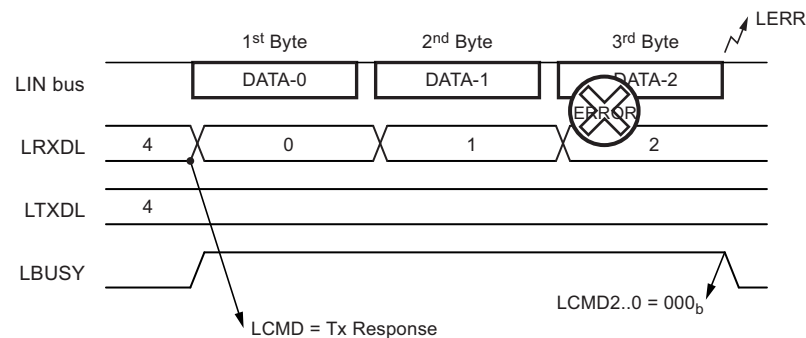 LERR
1st Byte 2nd Byte 3rd Byte
LIN bus DATA-0 DATA-1 DATA-2
ERROR
LRXDL 4 0 1 2
LTXDL 4
LBUSY
LCMD2..0 = 000b
LCMD = Tx Response